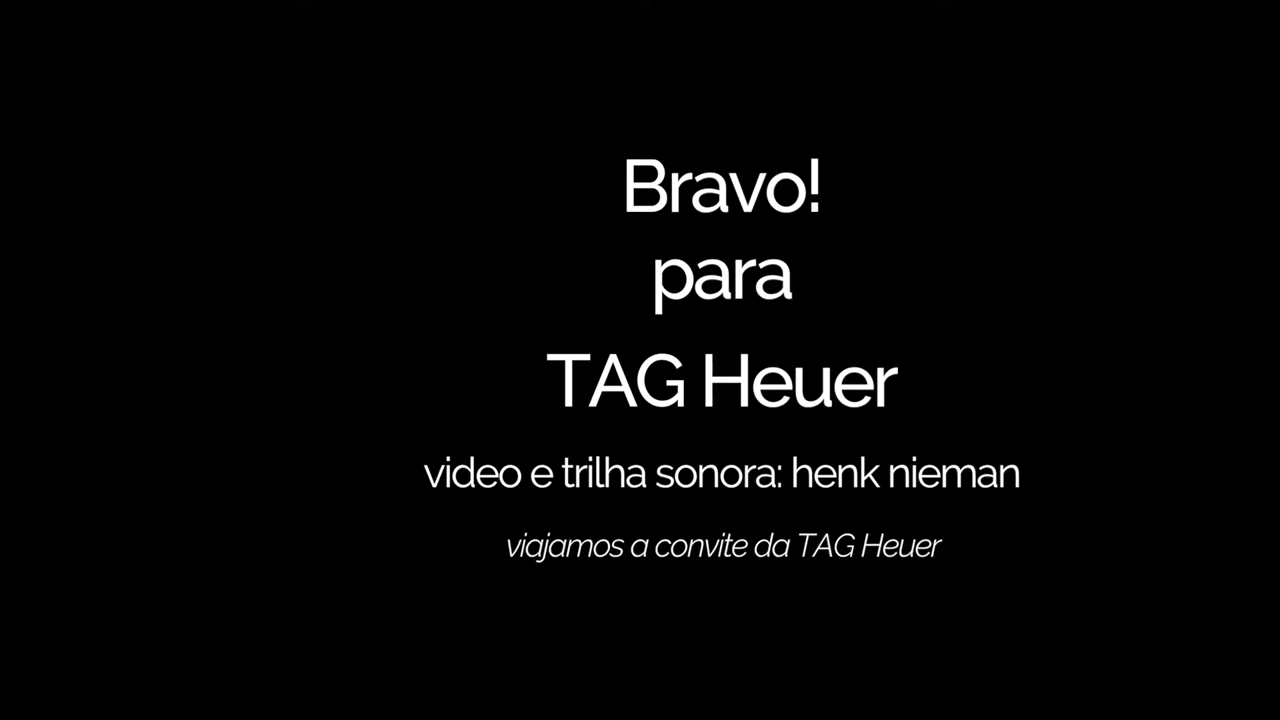 Bravo!
para
TAG Heuer
video e trilha sonora: henk nieman
viajamos a convite da TAG Heuer